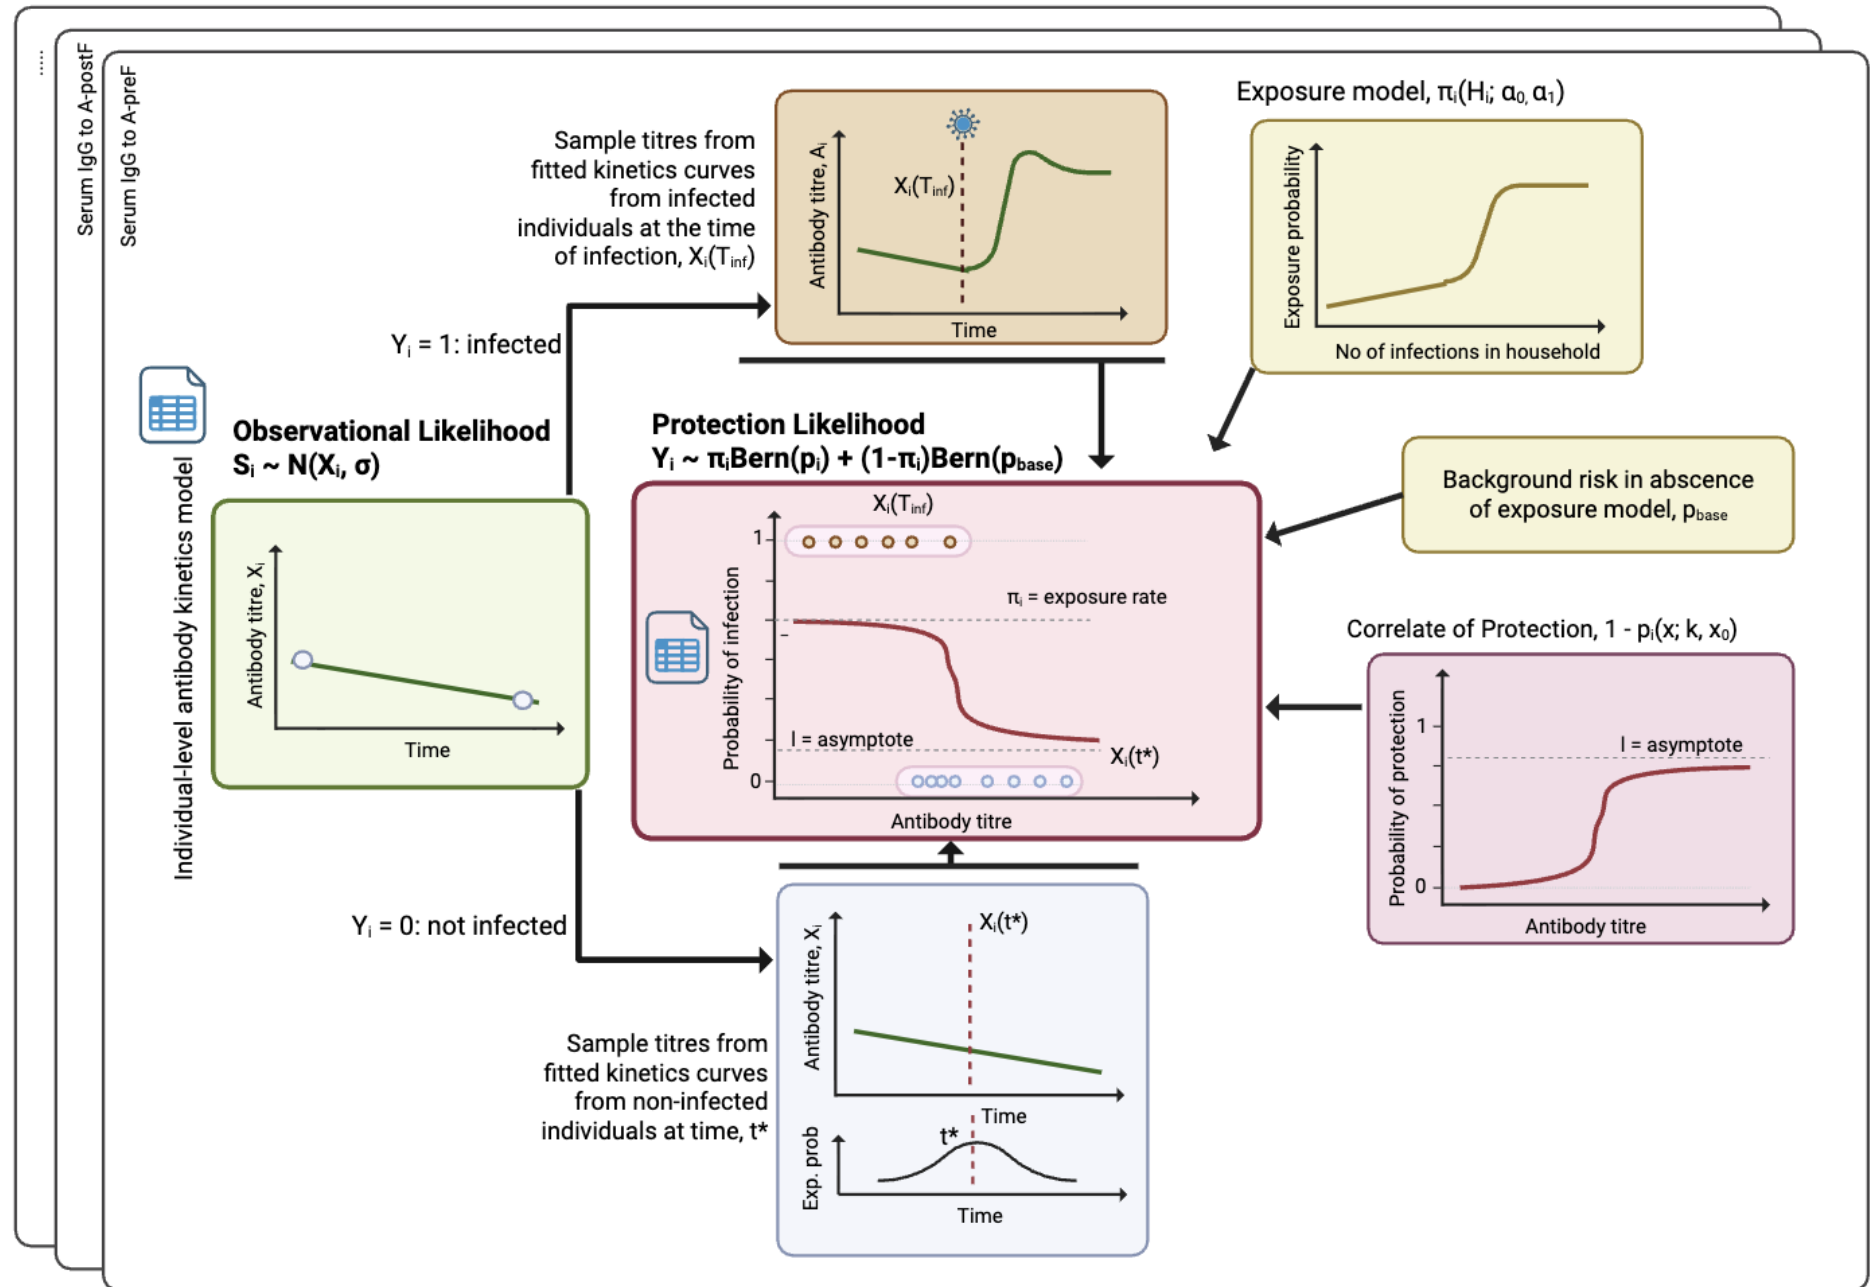 .....
Serum IgG to A-postF
Serum IgG to A-preF
Individual-level antibody kinetics model
Observational Likelihood
Sᵢ ~ N(Xᵢ, σ)
Antibody titre, Xᵢ
Time
Yᵢ = 1: infected
Yᵢ = 0: not infected
Sample titres from
fitted kinetics curves
from infected
individuals at the time
of infection, Xᵢ(Tinf)
Antibody titre, Aᵢ
Xᵢ(Tinf)
Time
Exposure model, πᵢ(Hᵢ; α₀, α₁)
Exposure probability
No of infections in household
Protection Likelihood
Yᵢ ~ πᵢBern(pᵢ) + (1-πᵢ)Bern(pbase)
Xᵢ(Tinf)
Probability of infection
1
πᵢ = exposure rate
l = asymptote
Xᵢ(t*)
0
Antibody titre
Background risk in abscence
of exposure model, pbase
Correlate of Protection, 1 - pᵢ(x; k, x₀)
Probability of protection
1
l = asymptote
0
Antibody titre
Sample titres from
fitted kinetics curves
from non-infected
individuals at time, t*
Antibody titre, Xᵢ
Xᵢ(t*)
Time
Exp. prob
t*
Time